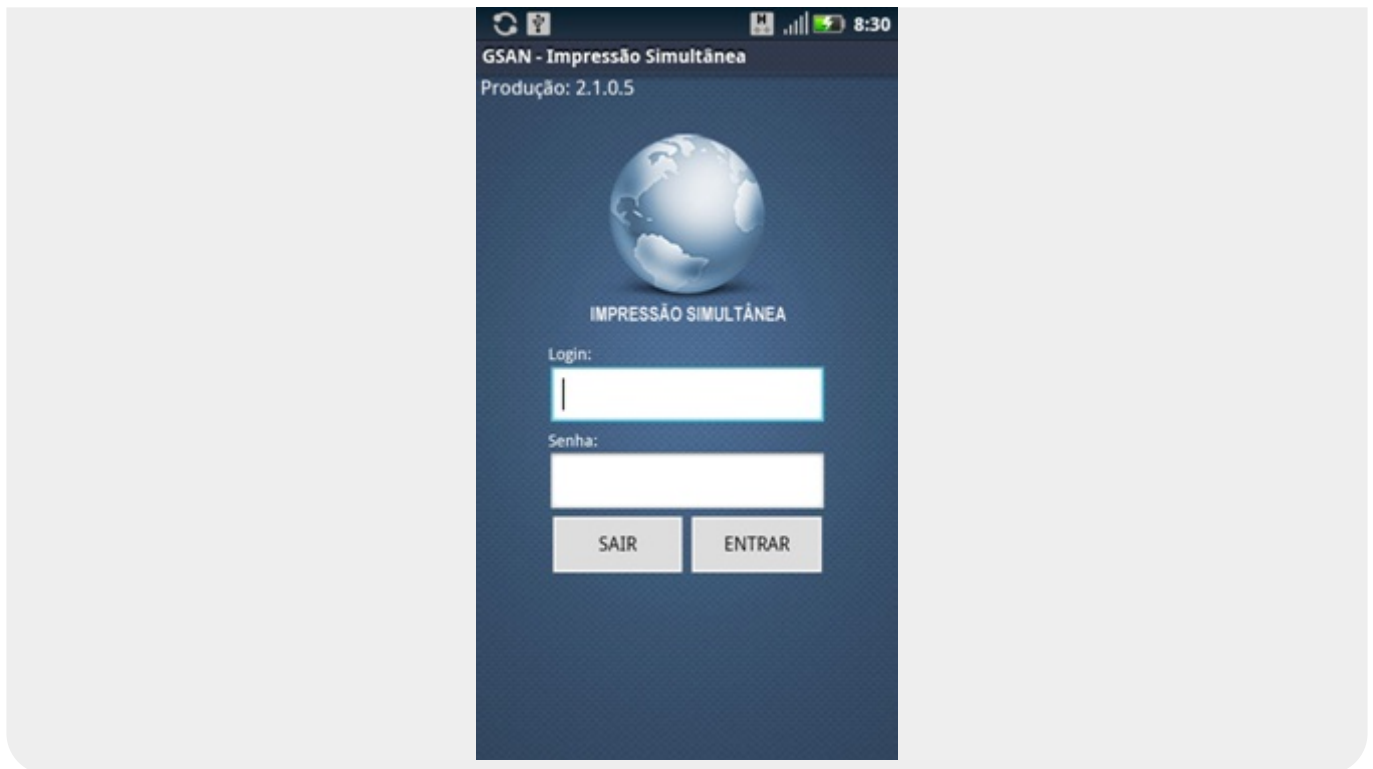 8:30
GSAN - Impressão Simultânea
Produção: 2.1.0.5
IMPRESSÃO SIMULTÂNEA
Login:
Senha:
SAIR ENTRAR